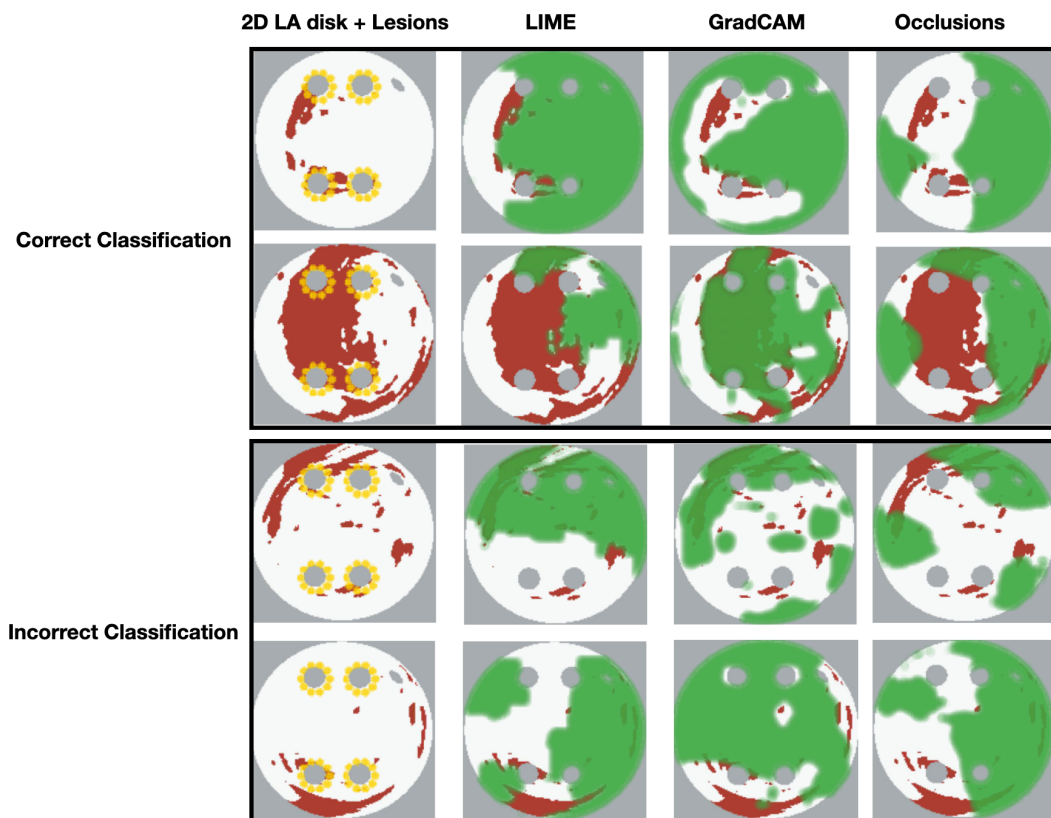 2D LA disk + Lesions LIME GradCAM Occlusions
Correct Classification
Incorrect Classification